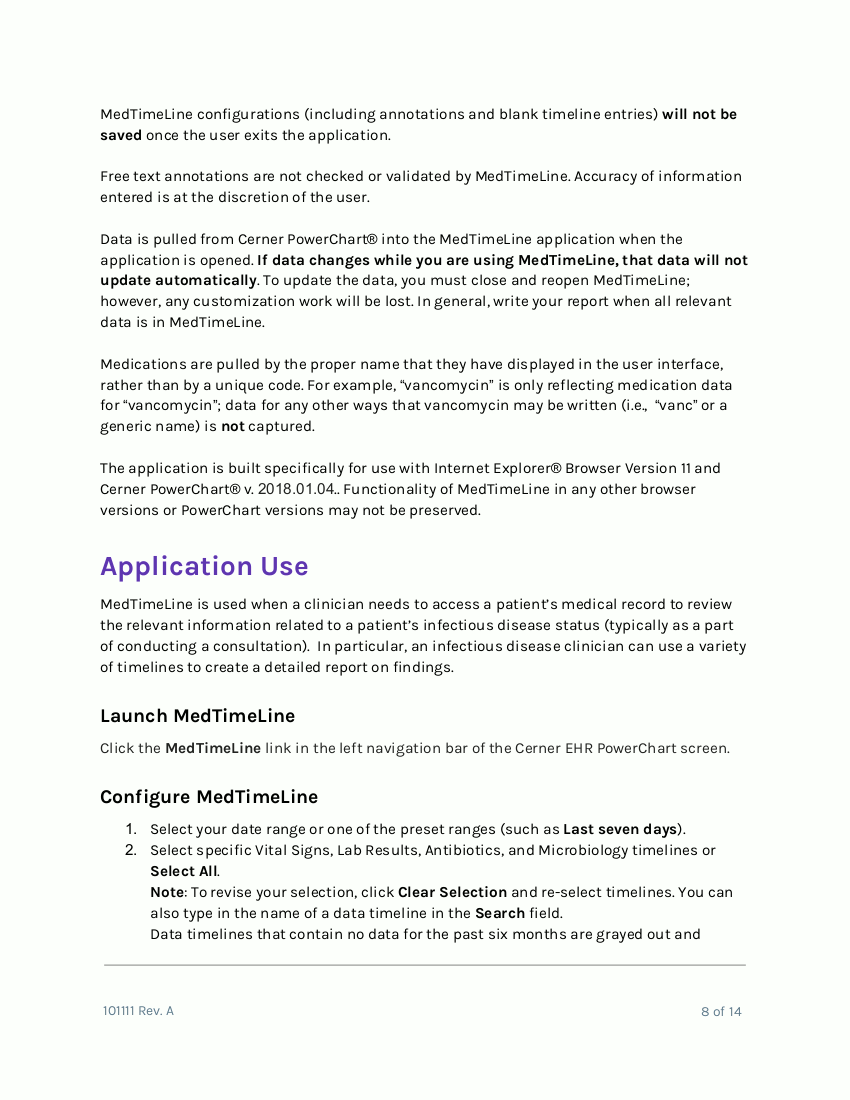 MedTimeLine configurations (including annotations and blank timeline entries) will not be
saved once the user exits the application.
Free text annotations are not checked or validated by MedTimeLine. Accuracy of information
entered is at the discretion of the user.
Data is pulled from Cerner PowerChart® into the MedTimeLine application when the
application is opened. If data changes while you are using MedTimeLine, that data will not
update automatically. To update the data, you must close and reopen MedTimeLine;
however, any customization work will be lost. In general, write your report when all relevant
data is in MedTimeLine.
Medications are pulled by the proper name that they have displayed in the user interface,
rather than by a unique code. For example, “vancomycin” is only reflecting medication data
for “vancomycin”; data for any other ways that vancomycin may be written (i.e., “vanc” or a
generic name) is not captured.
The application is built specifically for use with Internet Explorer® Browser Version 11 and
Cerner PowerChart® v. 2018.01.04.. Functionality of MedTimeLine in any other browser
versions or PowerChart versions may not be preserved.
Application Use
MedTimeLine is used when a clinician needs to access a patient’s medical record to review
the relevant information related to a patient’s infectious disease status (typically as a part
of conducting a consultation). In particular, an infectious disease clinician can use a variety
of timelines to create a detailed report on findings.
Launch MedTimeLine
Click the MedTimeLine link in the left navigation bar of the Cerner EHR PowerChart screen.
Configure MedTimeLine
1. Select your date range or one of the preset ranges (such as Last seven days).
2. Select specific Vital Signs, Lab Results, Antibiotics, and Microbiology timelines or
Select All.
Note: To revise your selection, click Clear Selection and re-select timelines. You can
also type in the name of a data timeline in the Search field.
Data timelines that contain no data for the past six months are grayed out and
101111 Rev. A
8 of 14